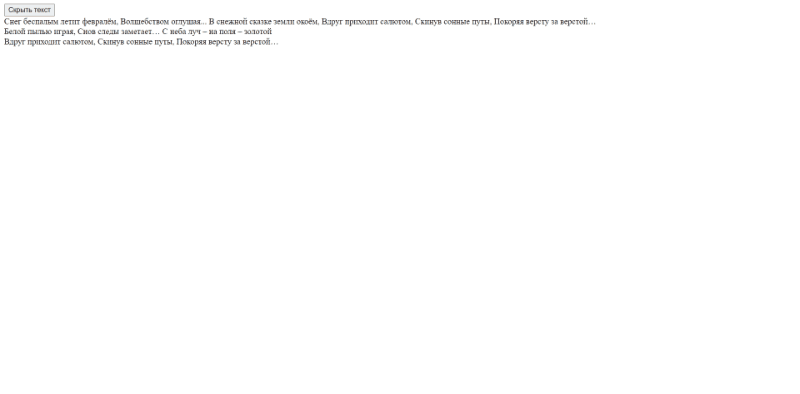 Скрыть текст
Снег беспалым летит февралём, Волшебством оглушая... В снежной сказке земли окоём, Вдруг приходит салютом, Скинув сонные путы, Покоряя версту за верстой…
Белой пылью играя, Снов следы заметает… С неба луч – на поля – золотой
Вдруг приходит салютом, Скинув сонные путы, Покоряя версту за верстой…